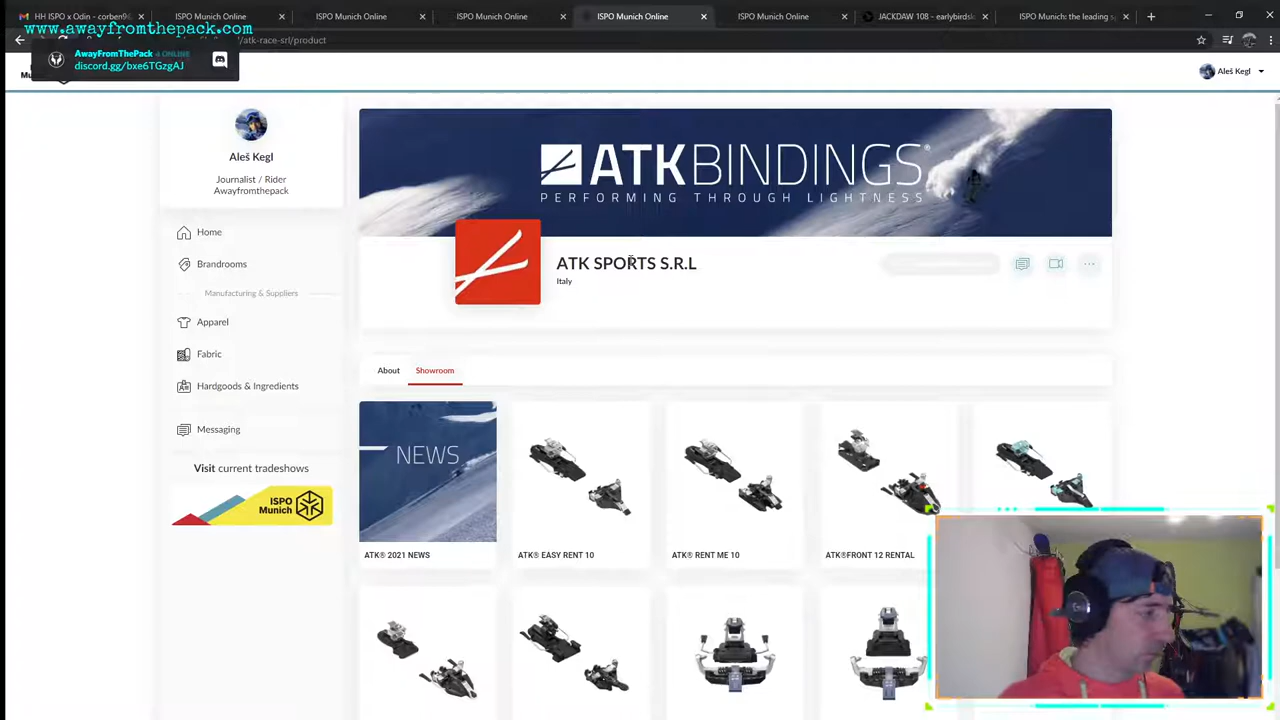 HH ISPO x Odin - corben9
ISPO Munich Online
ISPO Munich Online
ISPO Munich Online
ISPO Munich Online
ISPO Munich Online
JACKDAW 108 - earlybirdski
ISPO Munich: the leading s
www.awayfromthepack.com
/atk-race-srl/product
AwayFromThePack ONLINE
discord.gg/bxe6TGzgAJ
Aleš Kegl
Aleš Kegl
Journalist / Rider
Awayfromthepack
Home
Brandrooms
Manufacturing & Suppliers
Apparel
Fabric
Hardgoods & Ingredients
Messaging
Visit current tradeshows
ISPO
Munich
ATKBINDINGS®
PERFORMING THROUGH LIGHTNESS
ATK SPORTS S.R.L
Italy
About
Showroom
NEWS
ATK® 2021 NEWS
ATK® EASY RENT 10
ATK® RENT ME 10
ATK®FRONT 12 RENTAL